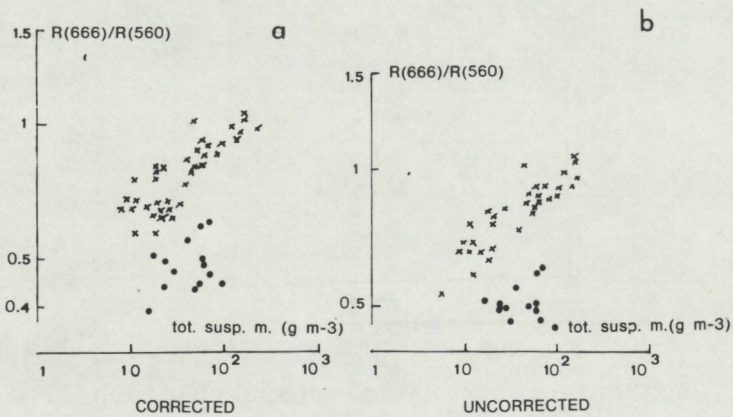 a
R(666)/R(560)
1.5
1
0.5
0.4
tot. susp. m. (g m-3)
1
10
10²
10³
CORRECTED
b
R(666)/R(560)
1.5
1
0.5
tot. susp. m.(g m-3)
1
10
10²
10³
UNCORRECTED